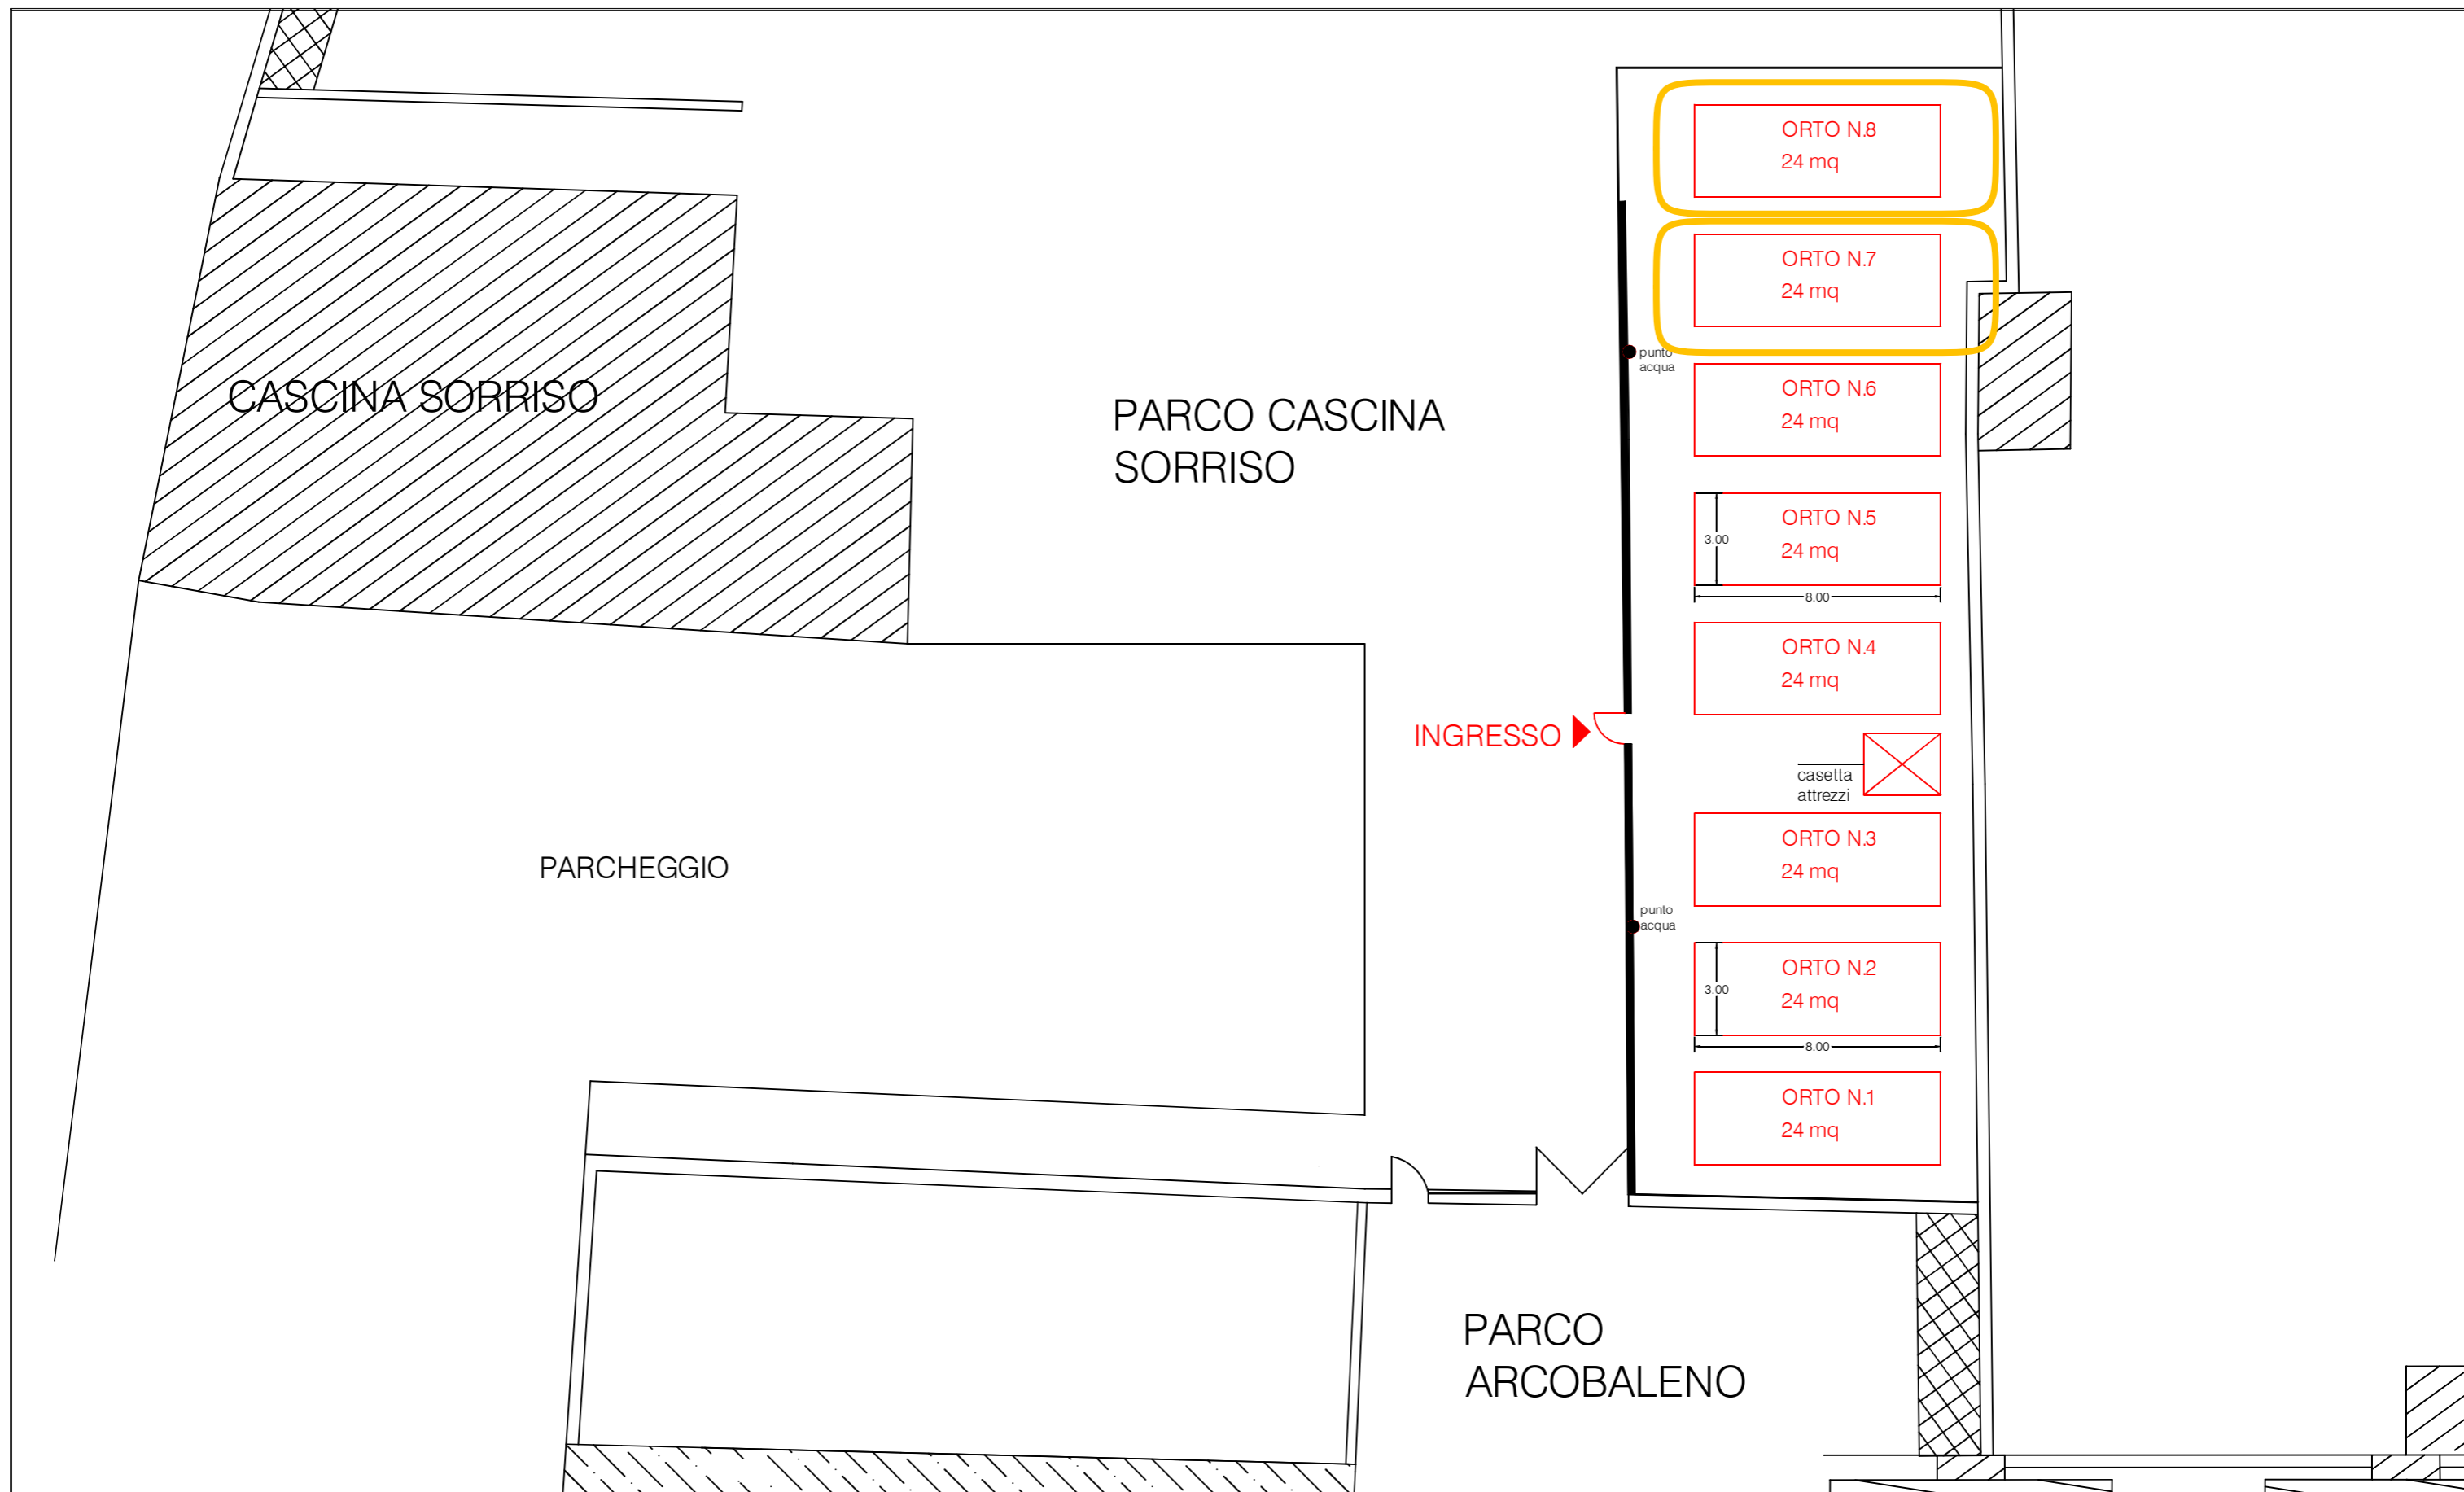 ORTO N.8
24 mq
ORTO N.7
24 mq
punto
acqua
ORTO N.6
24 mq
CASCINA SORRISO
PARCO CASCINA
SORRISO
ORTO N.5
24 mq
3.00
8.00
ORTO N.4
24 mq
INGRESSO
casetta
attrezzi
ORTO N.3
24 mq
PARCHEGGIO
punto
acqua
ORTO N.2
24 mq
3.00
8.00
ORTO N.1
24 mq
PARCO
ARCOBALENO